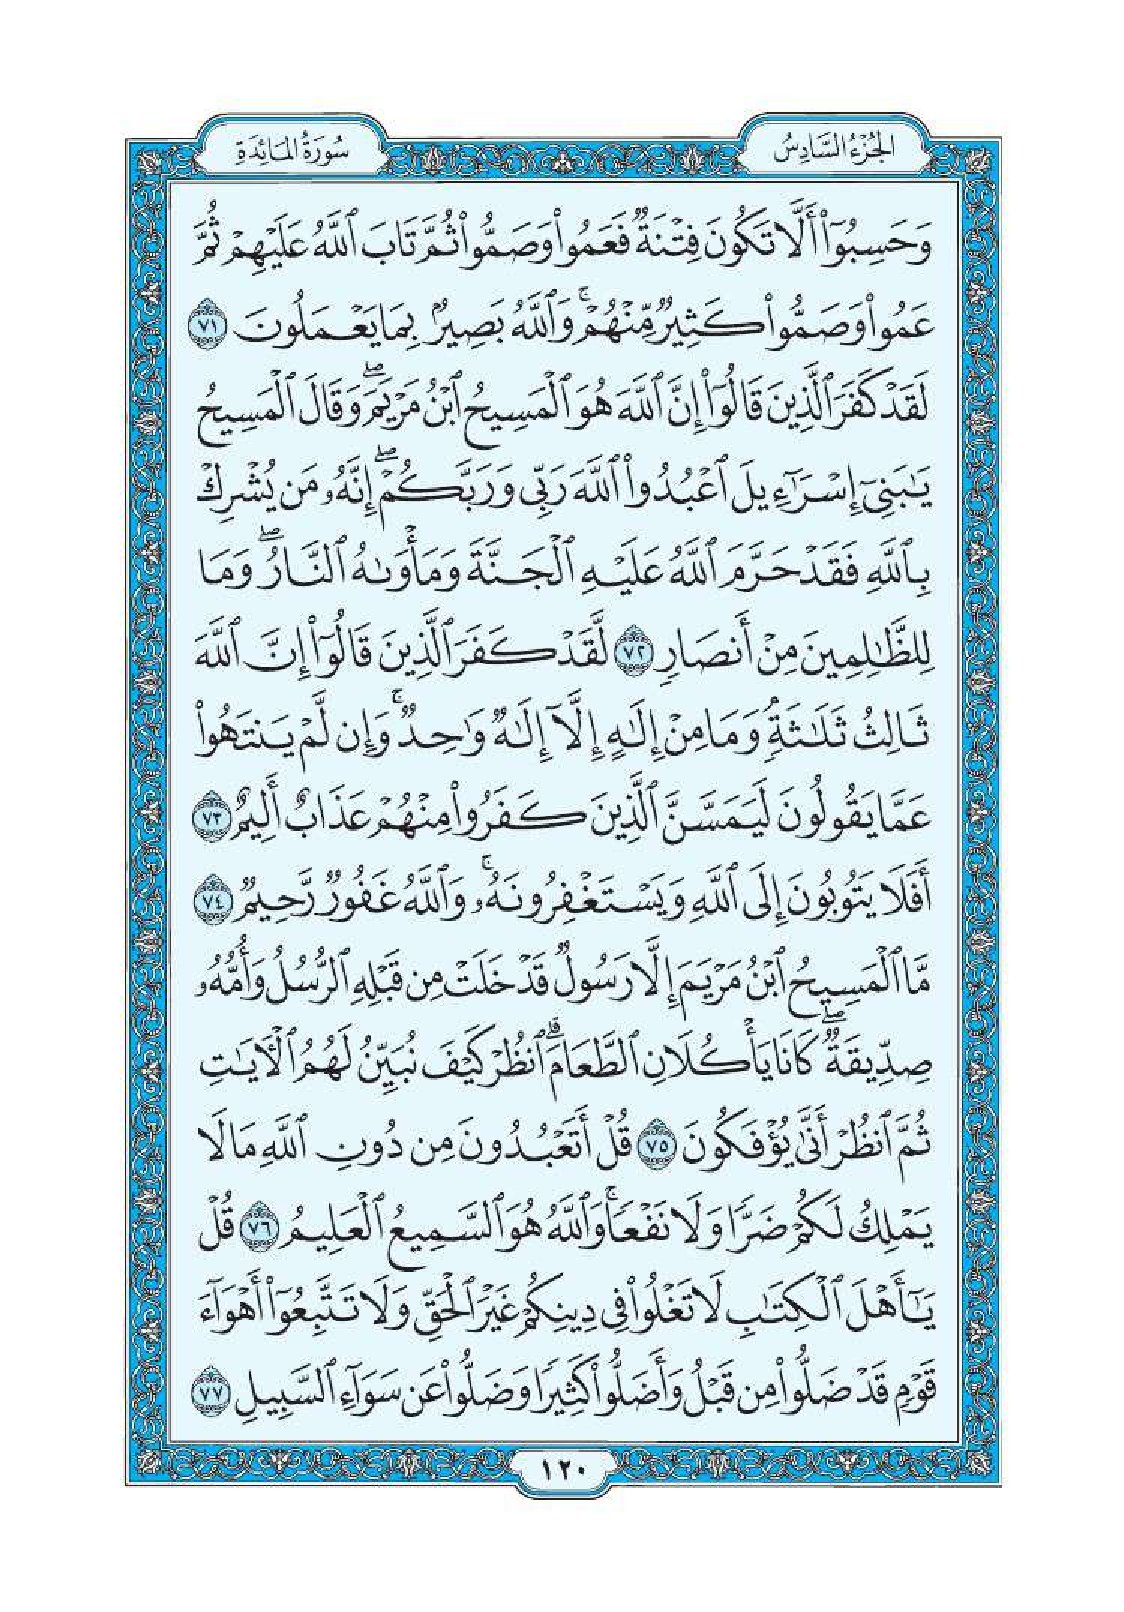 الجُزْءُ السَّادِسُ
سُورَةُ المَائِدَةِ
وَحَسِبُوٓا۟ أَلَّا تَكُونَ فِتْنَةٌ فَعَمُوا۟ وَصَمُّوا۟ ثُمَّ تَابَ ٱللَّهُ عَلَيْهِمْ ثُمَّ
عَمُوا۟ وَصَمُّوا۟ كَثِيرٌ مِّنْهُمْ ۚ وَٱللَّهُ بَصِيرٌۢ بِمَا يَعْمَلُونَ ٧١
لَقَدْ كَفَرَ ٱلَّذِينَ قَالُوٓا۟ إِنَّ ٱللَّهَ هُوَ ٱلْمَسِيحُ ٱبْنُ مَرْيَمَ ۖ وَقَالَ ٱلْمَسِيحُ
يَـٰبَنِىٓ إِسْرَٰٓءِيلَ ٱعْبُدُوا۟ ٱللَّهَ رَبِّى وَرَبَّكُمْ ۖ إِنَّهُۥ مَن يُشْرِكْ
بِٱللَّهِ فَقَدْ حَرَّمَ ٱللَّهُ عَلَيْهِ ٱلْجَنَّةَ وَمَأْوَىٰهُ ٱلنَّارُ ۖ وَمَا
لِلظَّـٰلِمِينَ مِنْ أَنصَارٍ ٧٢ لَّقَدْ كَفَرَ ٱلَّذِينَ قَالُوٓا۟ إِنَّ ٱللَّهَ
ثَالِثُ ثَلَـٰثَةٍ ۘ وَمَا مِنْ إِلَـٰهٍ إِلَّآ إِلَـٰهٌ وَٰحِدٌ ۚ وَإِن لَّمْ يَنتَهُوا۟
عَمَّا يَقُولُونَ لَيَمَسَّنَّ ٱلَّذِينَ كَفَرُوا۟ مِنْهُمْ عَذَابٌ أَلِيمٌ ٧٣
أَفَلَا يَتُوبُونَ إِلَى ٱللَّهِ وَيَسْتَغْفِرُونَهُۥ ۚ وَٱللَّهُ غَفُورٌ رَّحِيمٌ ٧٤
مَّا ٱلْمَسِيحُ ٱبْنُ مَرْيَمَ إِلَّا رَسُولٌ قَدْ خَلَتْ مِن قَبْلِهِ ٱلرُّسُلُ وَأُمُّهُۥ
صِدِّيقَةٌ ۖ كَانَا يَأْكُلَانِ ٱلطَّعَامَ ۗ ٱنظُرْ كَيْفَ نُبَيِّنُ لَهُمُ ٱلْـَٔايَـٰتِ
ثُمَّ ٱنظُرْ أَنَّىٰ يُؤْفَكُونَ ٧٥ قُلْ أَتَعْبُدُونَ مِن دُونِ ٱللَّهِ مَا لَا
يَمْلِكُ لَكُمْ ضَرًّا وَلَا نَفْعًا ۚ وَٱللَّهُ هُوَ ٱلسَّمِيعُ ٱلْعَلِيمُ ٧٦ قُلْ
يَـٰٓأَهْلَ ٱلْكِتَـٰبِ لَا تَغْلُوا۟ فِى دِينِكُمْ غَيْرَ ٱلْحَقِّ وَلَا تَتَّبِعُوٓا۟ أَهْوَآءَ
قَوْمٍ قَدْ ضَلُّوا۟ مِن قَبْلُ وَأَضَلُّوا۟ كَثِيرًا وَضَلُّوا۟ عَن سَوَآءِ ٱلسَّبِيلِ ٧٧
١٢٠